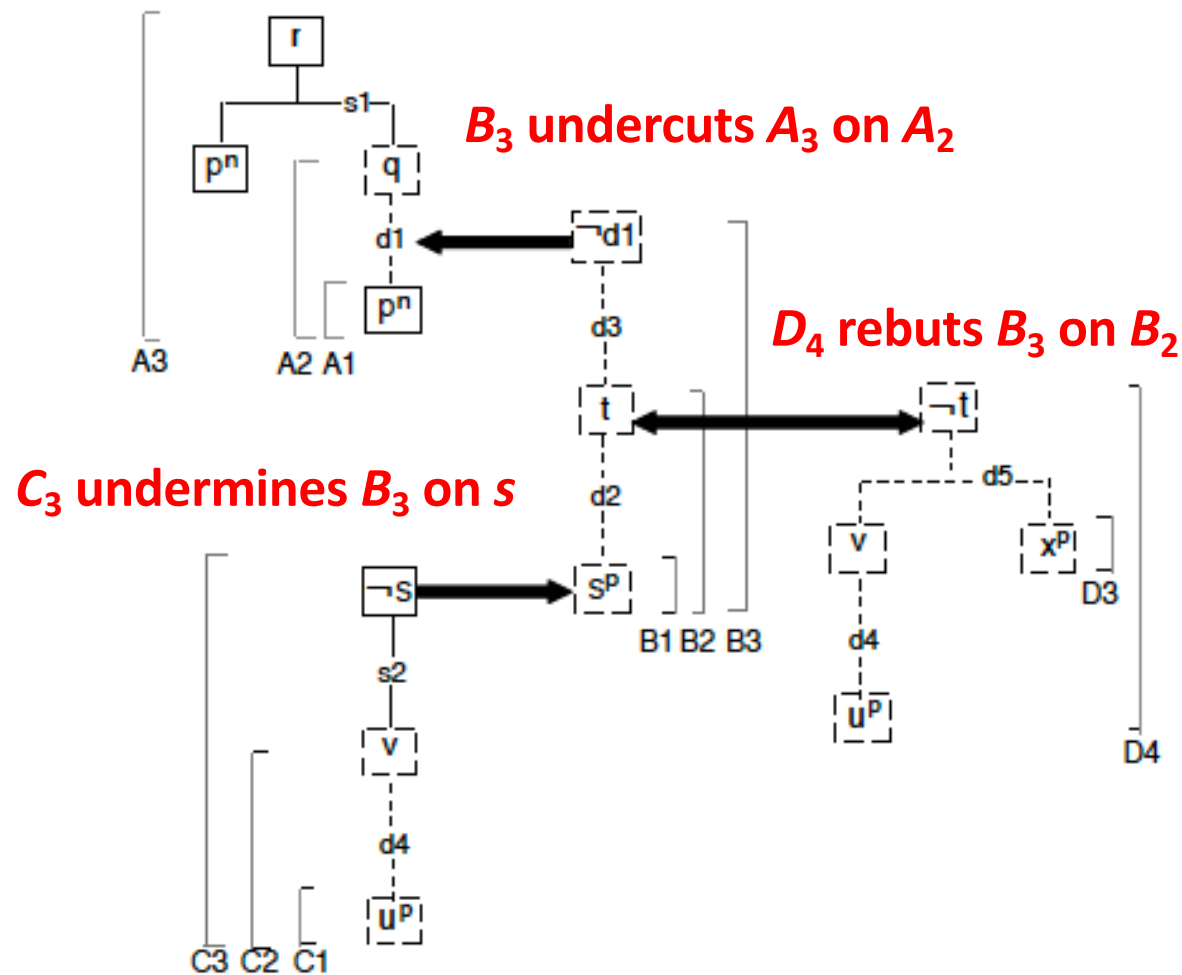 r
s1
B₃ undercuts A₃ on A₂
pⁿ
q
d1
¬d1
pⁿ
d3
D₄ rebuts B₃ on B₂
A3
A2 A1
t
¬t
C₃ undermines B₃ on s
d2
d5
v
xᵖ
¬s
sᵖ
D3
B1 B2 B3
d4
s2
uᵖ
v
D4
d4
uᵖ
C3 C2 C1